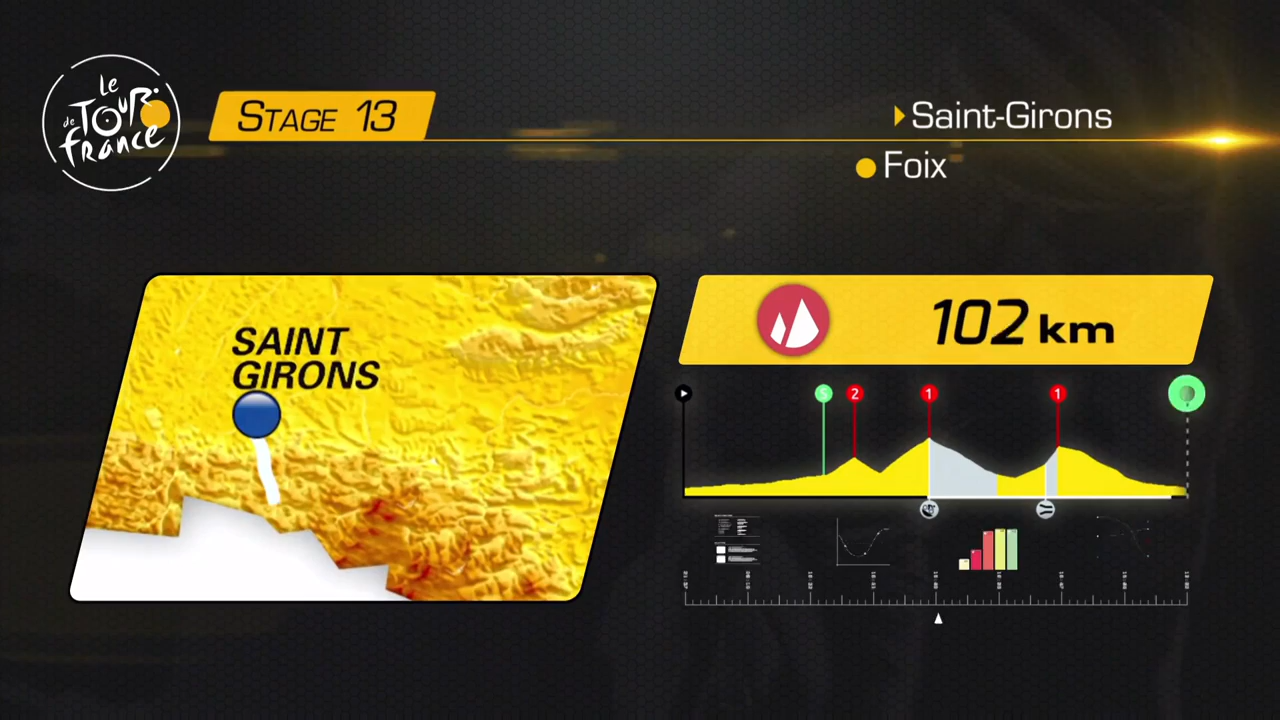 Le
de TOUR
France
STAGE 13
Saint-Girons
Foix
SAINT
GIRONS
102 km
S
2
1
1